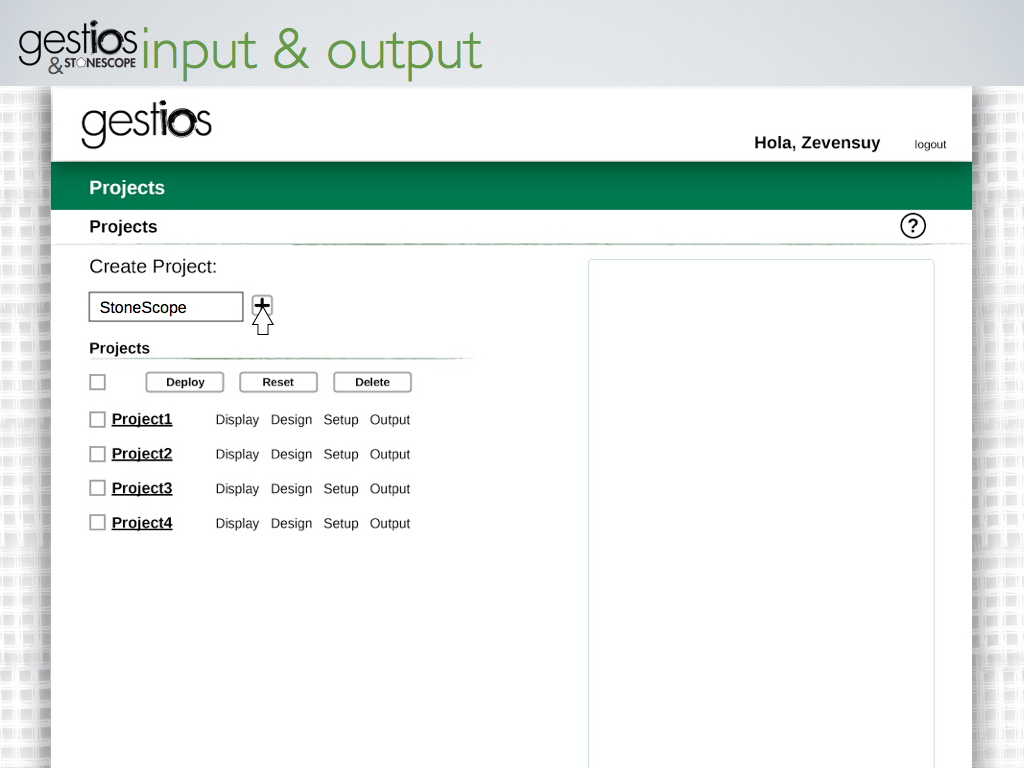 gestios
& STONESCOPE
input & output
gestios
Hola, Zevensuy logout
Projects
Projects ?
Create Project:
StoneScope +
Projects
Deploy Reset Delete
Project1 Display Design Setup Output
Project2 Display Design Setup Output
Project3 Display Design Setup Output
Project4 Display Design Setup Output